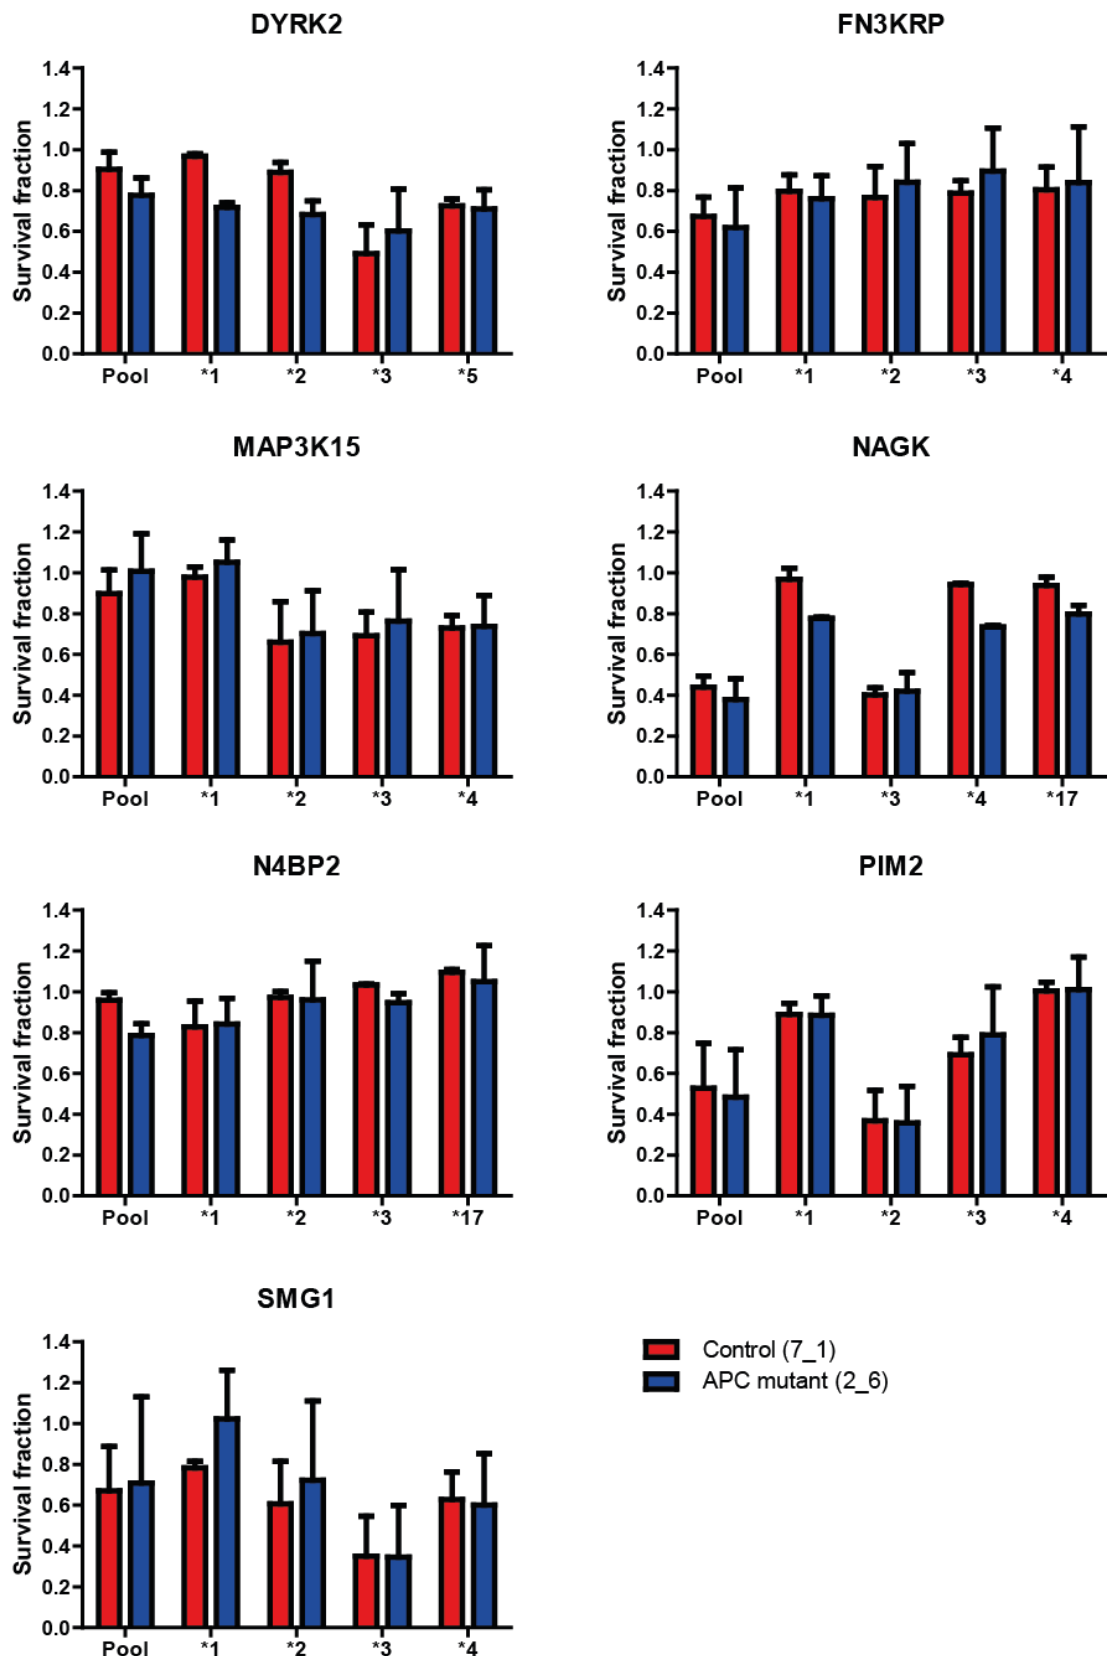 DYRK2
Survival fraction
1.4
1.2
1.0
0.8
0.6
0.4
0.2
0.0
Pool *1 *2 *3 *5
FN3KRP
Survival fraction
1.4
1.2
1.0
0.8
0.6
0.4
0.2
0.0
Pool *1 *2 *3 *4
MAP3K15
Survival fraction
1.4
1.2
1.0
0.8
0.6
0.4
0.2
0.0
Pool *1 *2 *3 *4
NAGK
Survival fraction
1.4
1.2
1.0
0.8
0.6
0.4
0.2
0.0
Pool *1 *3 *4 *17
N4BP2
Survival fraction
1.4
1.2
1.0
0.8
0.6
0.4
0.2
0.0
Pool *1 *2 *3 *17
PIM2
Survival fraction
1.4
1.2
1.0
0.8
0.6
0.4
0.2
0.0
Pool *1 *2 *3 *4
SMG1
Survival fraction
1.4
1.2
1.0
0.8
0.6
0.4
0.2
0.0
Pool *1 *2 *3 *4
Control (7_1)
APC mutant (2_6)